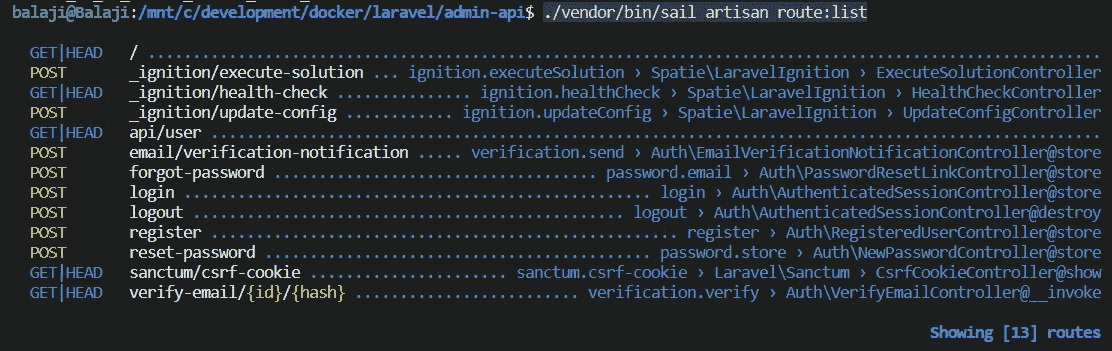 balaji@Balaji:/mnt/c/development/docker/laravel/admin-api$ ./vendor/bin/sail artisan route:list
GET|HEAD / ..........................................................................................................
POST _ignition/execute-solution ... ignition.executeSolution › Spatie\LaravelIgnition › ExecuteSolutionController
GET|HEAD _ignition/health-check ............... ignition.healthCheck › Spatie\LaravelIgnition › HealthCheckController
POST _ignition/update-config ............ ignition.updateConfig › Spatie\LaravelIgnition › UpdateConfigController
GET|HEAD api/user ...................................................................................................
POST email/verification-notification ..... verification.send › Auth\EmailVerificationNotificationController@store
POST forgot-password .................................... password.email › Auth\PasswordResetLinkController@store
POST login ..................................................... login › Auth\AuthenticatedSessionController@store
POST logout ................................................ logout › Auth\AuthenticatedSessionController@destroy
POST register ...................................................... register › Auth\RegisteredUserController@store
POST reset-password ........................................... password.store › Auth\NewPasswordController@store
GET|HEAD sanctum/csrf-cookie ...................... sanctum.csrf-cookie › Laravel\Sanctum › CsrfCookieController@show
GET|HEAD verify-email/{id}/{hash} ......................... verification.verify › Auth\VerifyEmailController@__invoke
Showing [13] routes